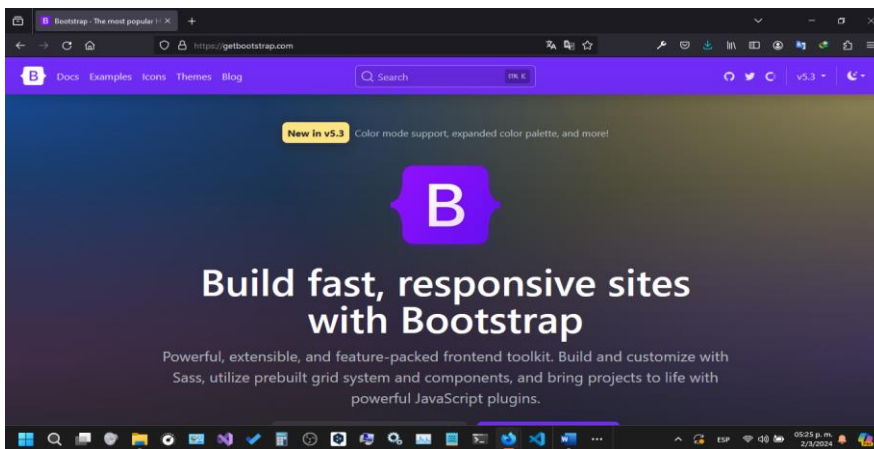 Bootstrap - The most popular H
https://getbootstrap.com
B Docs Examples Icons Themes Blog Search CTRL K v5.3
New in v5.3 Color mode support, expanded color palette, and more!
B
Build fast, responsive sites
with Bootstrap
Powerful, extensible, and feature-packed frontend toolkit. Build and customize with
Sass, utilize prebuilt grid system and components, and bring projects to life with
powerful JavaScript plugins.
ESP 05:25 p. m.
2/3/2024